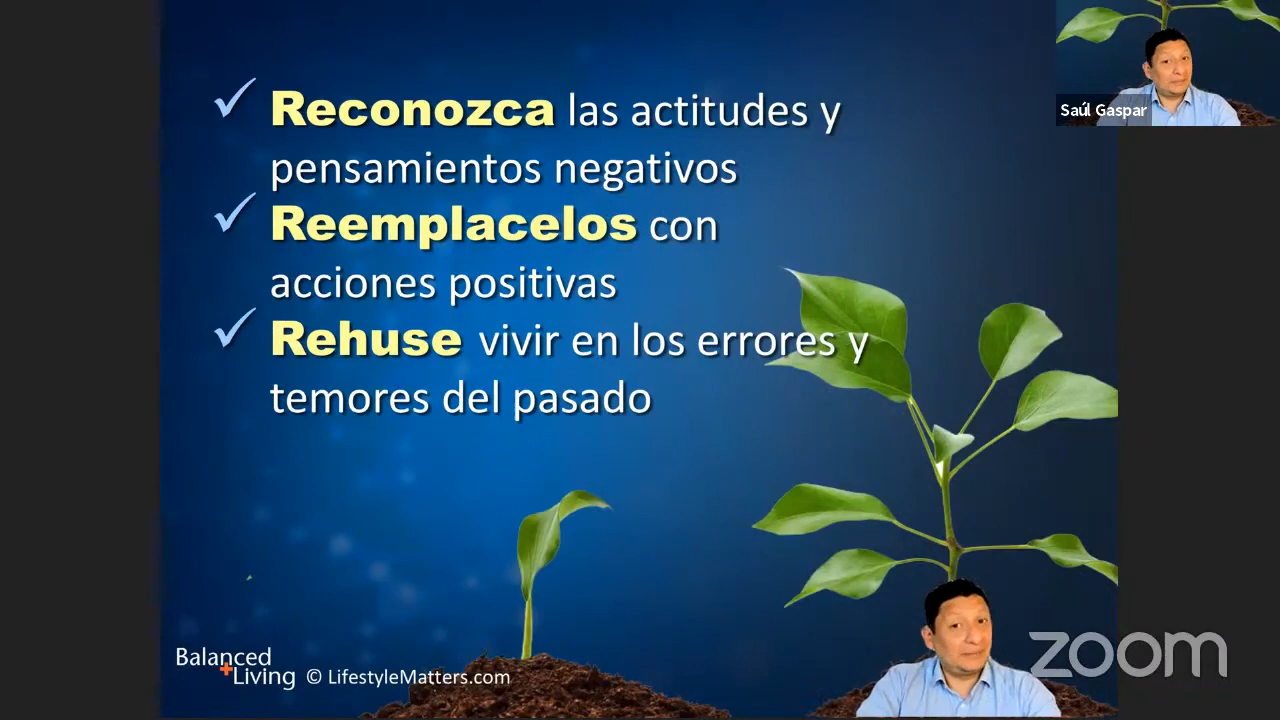 Reconozca las actitudes y
pensamientos negativos
Reemplacelos con
acciones positivas
Rehuse vivir en los errores y
temores del pasado
Saúl Gaspar
Balanced
Living © LifestyleMatters.com
zoom